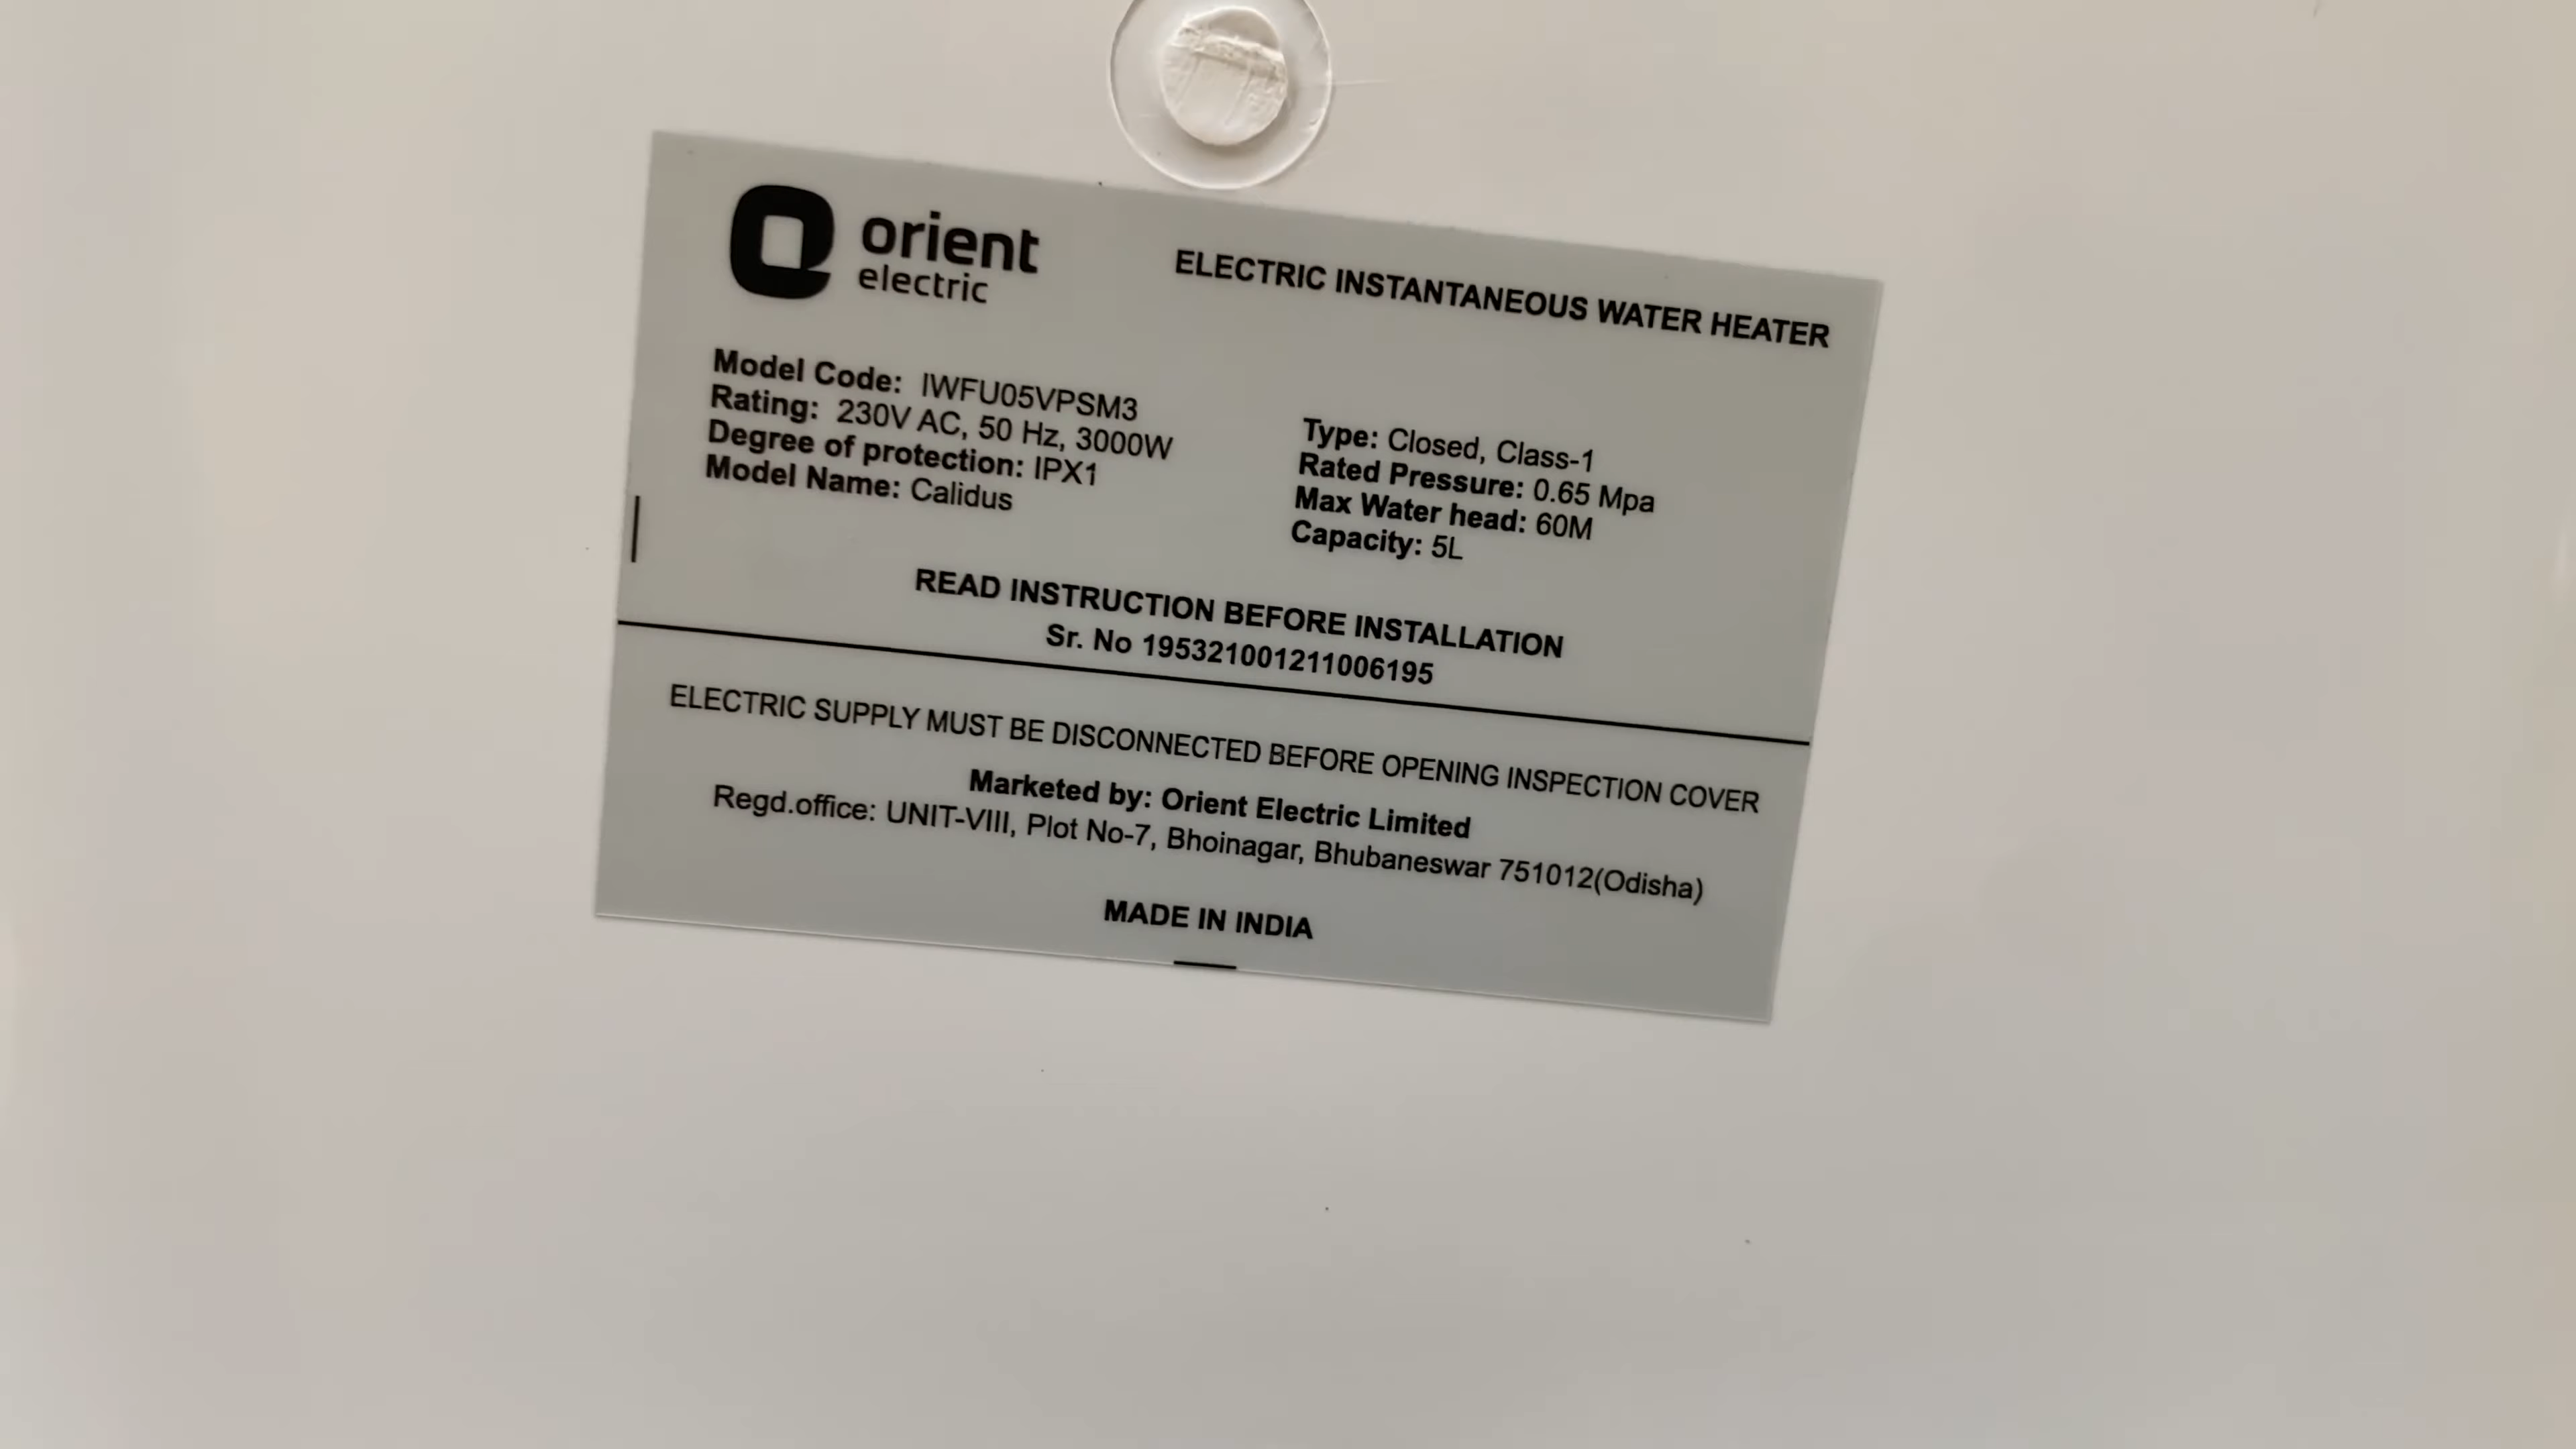 orient
electric
ELECTRIC INSTANTANEOUS WATER HEATER
Model Code: IWFU05VPSM3
Rating: 230V AC, 50 Hz, 3000W
Degree of protection: IPX1
Model Name: Calidus
Type: Closed, Class-1
Rated Pressure: 0.65 Mpa
Max Water head: 60M
Capacity: 5L
READ INSTRUCTION BEFORE INSTALLATION
Sr. No 195321001211006195
ELECTRIC SUPPLY MUST BE DISCONNECTED BEFORE OPENING INSPECTION COVER
Marketed by: Orient Electric Limited
Regd.office: UNIT-VIII, Plot No-7, Bhoinagar, Bhubaneswar 751012(Odisha)
MADE IN INDIA